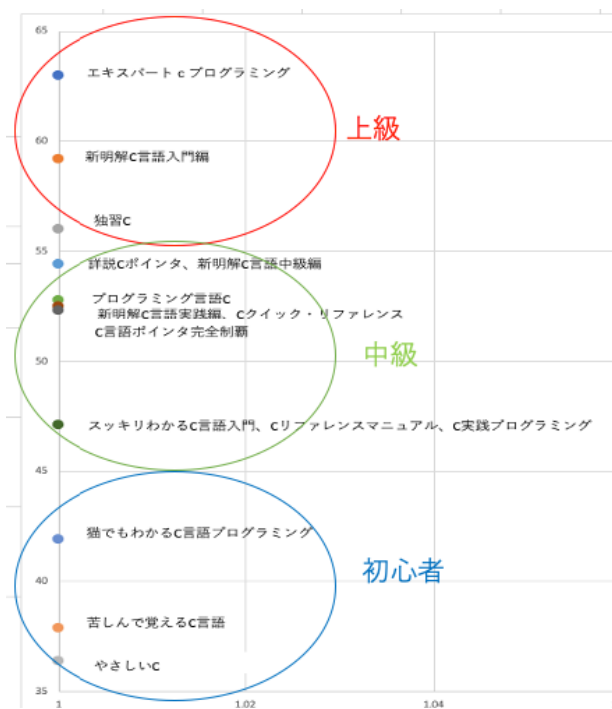 65
エキスパート c プログラミング
上級
60
新明解C言語入門編
独習C
55
詳説Cポインタ、新明解C言語中級編
プログラミング言語C
新明解C言語実践編、Cクイック・リファレンス
C言語ポインタ完全制覇
50
中級
スッキリわかるC言語入門、Cリファレンスマニュアル、C実践プログラミング
45
猫でもわかるC言語プログラミング
初心者
40
苦しんで覚えるC言語
やさしいC
35
1
1.02
1.04